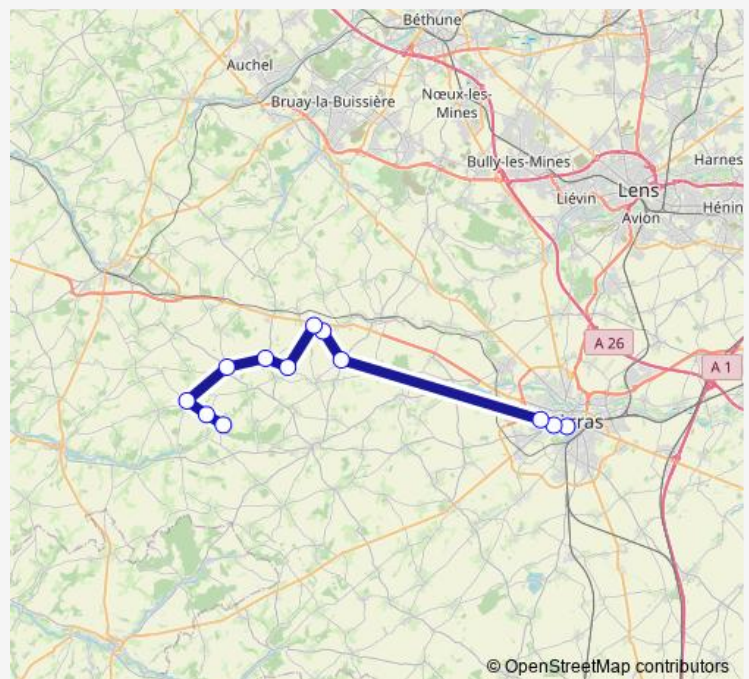 Béthune
Auchel
Bruay-la-Buissière
Nœux-les-
Mines
Bully-les-Mines
Harnes
Lens
Liévin
Hénin
Avion
A 26
A 1
ras
© OpenStreetMap contributors